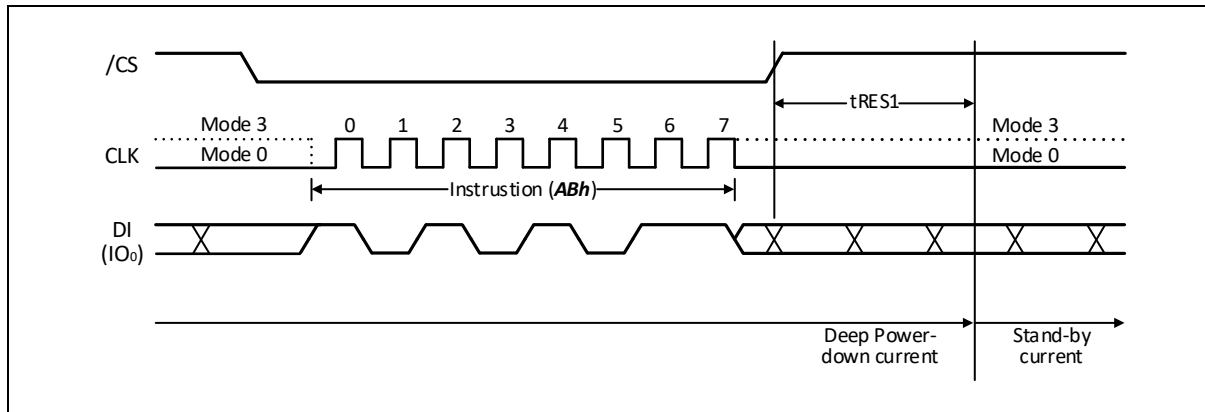 /CS
tRES1
Mode 3 0 1 2 3 4 5 6 7 Mode 3
CLK Mode 0 Mode 0
Instrustion (ABh)
DI
(IO₀)
Deep Power-
down current
Stand-by
current